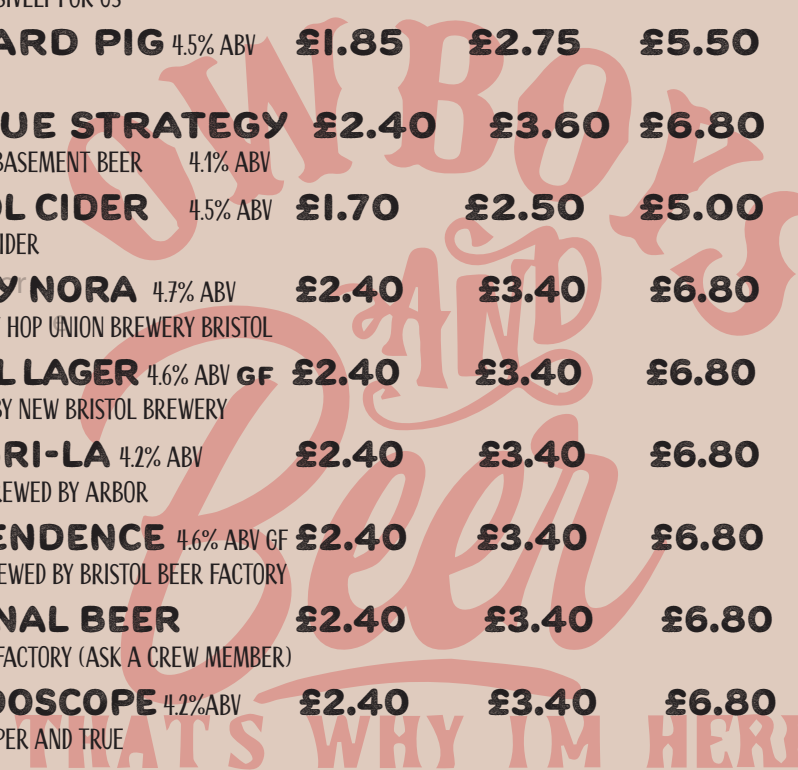 ARD PIG 4.5% ABV £1.85 £2.75 £5.50
UE STRATEGY £2.40 £3.60 £6.80
BASEMENT BEER 4.1% ABV
OL CIDER 4.5% ABV £1.70 £2.50 £5.00
IDER
Y NORA 4.7% ABV £2.40 £3.40 £6.80
HOP UNION BREWERY BRISTOL
L LAGER 4.6% ABV GF £2.40 £3.40 £6.80
BY NEW BRISTOL BREWERY
RI-LA 4.2% ABV £2.40 £3.40 £6.80
REWED BY ARBOR
ENDENCE 4.6% ABV GF £2.40 £3.40 £6.80
EWED BY BRISTOL BEER FACTORY
NAL BEER £2.40 £3.40 £6.80
FACTORY (ASK A CREW MEMBER)
DOSCOPE 4.2%ABV £2.40 £3.40 £6.80
PER AND TRUE
OWBOYS
AND
Beer
THAT'S WHY I'M HERE